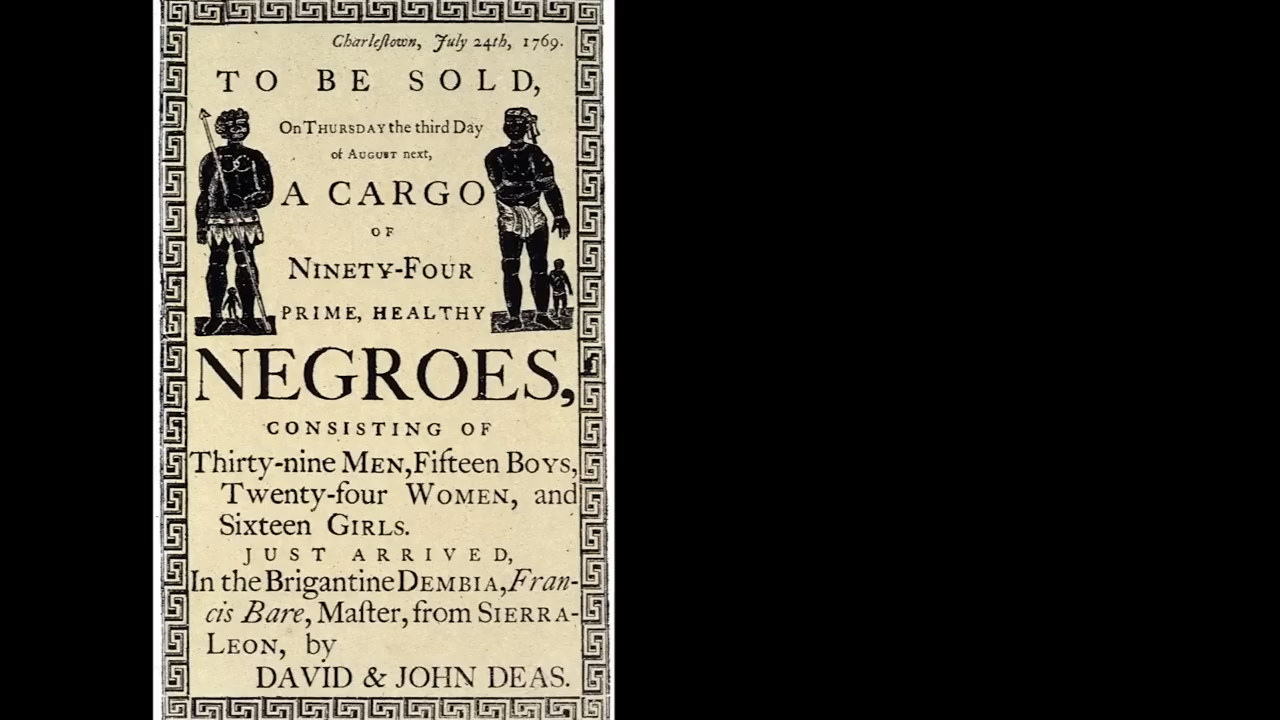 Charleſtown, July 24th, 1769.
TO BE SOLD,
On THURSDAY the third Day
of AUGUST next,
A CARGO
OF
NINETY-FOUR
PRIME, HEALTHY
NEGROES,
CONSISTING OF
Thirty-nine MEN, Fifteen BOYS,
Twenty-four WOMEN, and
Sixteen GIRLS.
JUST ARRIVED,
In the Brigantine DEMBIA, Fran-
cis Bare, Maſter, from SIERRA-
LEON, by
DAVID & JOHN DEAS.